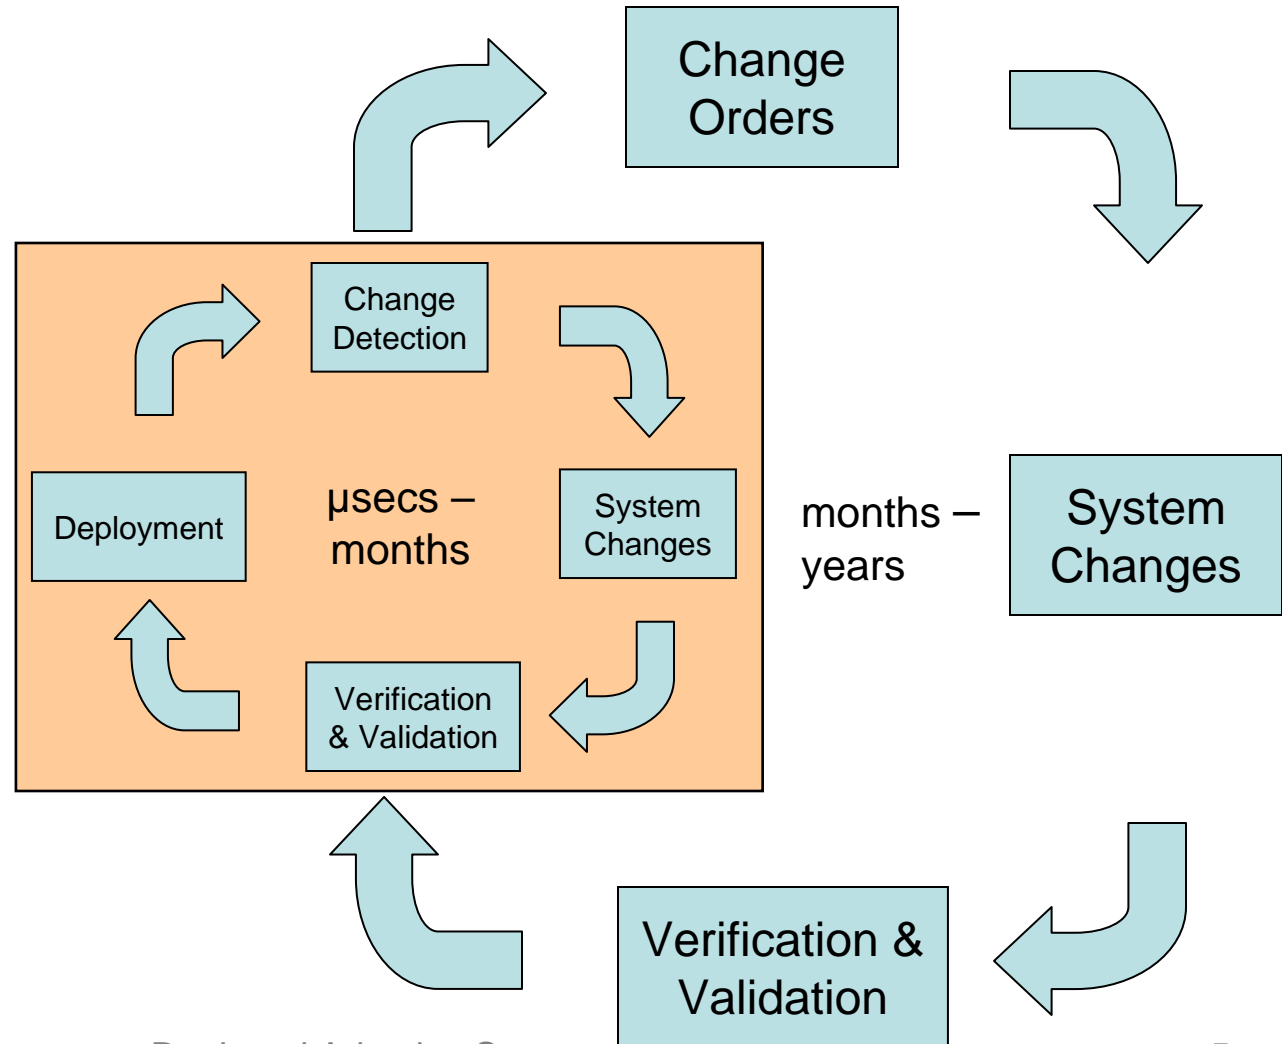 Change
Orders
Change
Detection
Deployment
µsecs –
months
System
Changes
months –
years
System
Changes
Verification
& Validation
Verification &
Validation